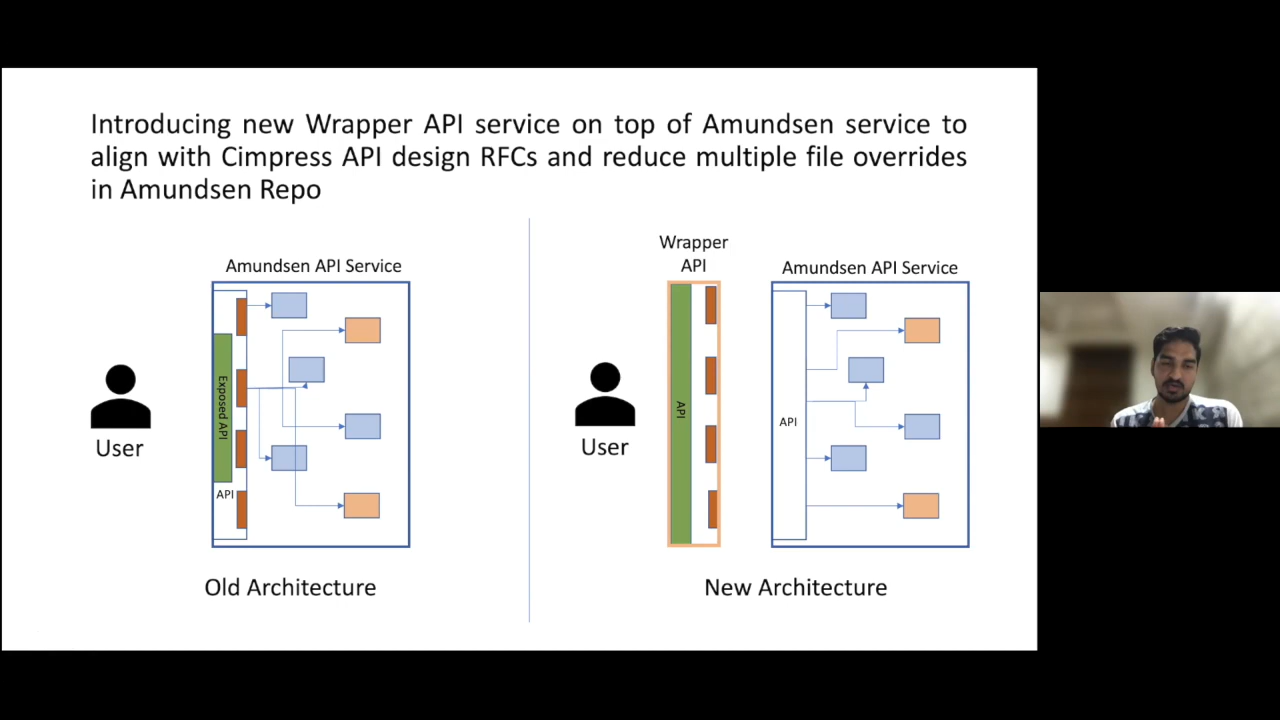 Introducing new Wrapper API service on top of Amundsen service to
align with Cimpress API design RFCs and reduce multiple file overrides
in Amundsen Repo
Amundsen API Service
Exposed API
API
User
Old Architecture
Wrapper
API
Amundsen API Service
API
API
User
New Architecture